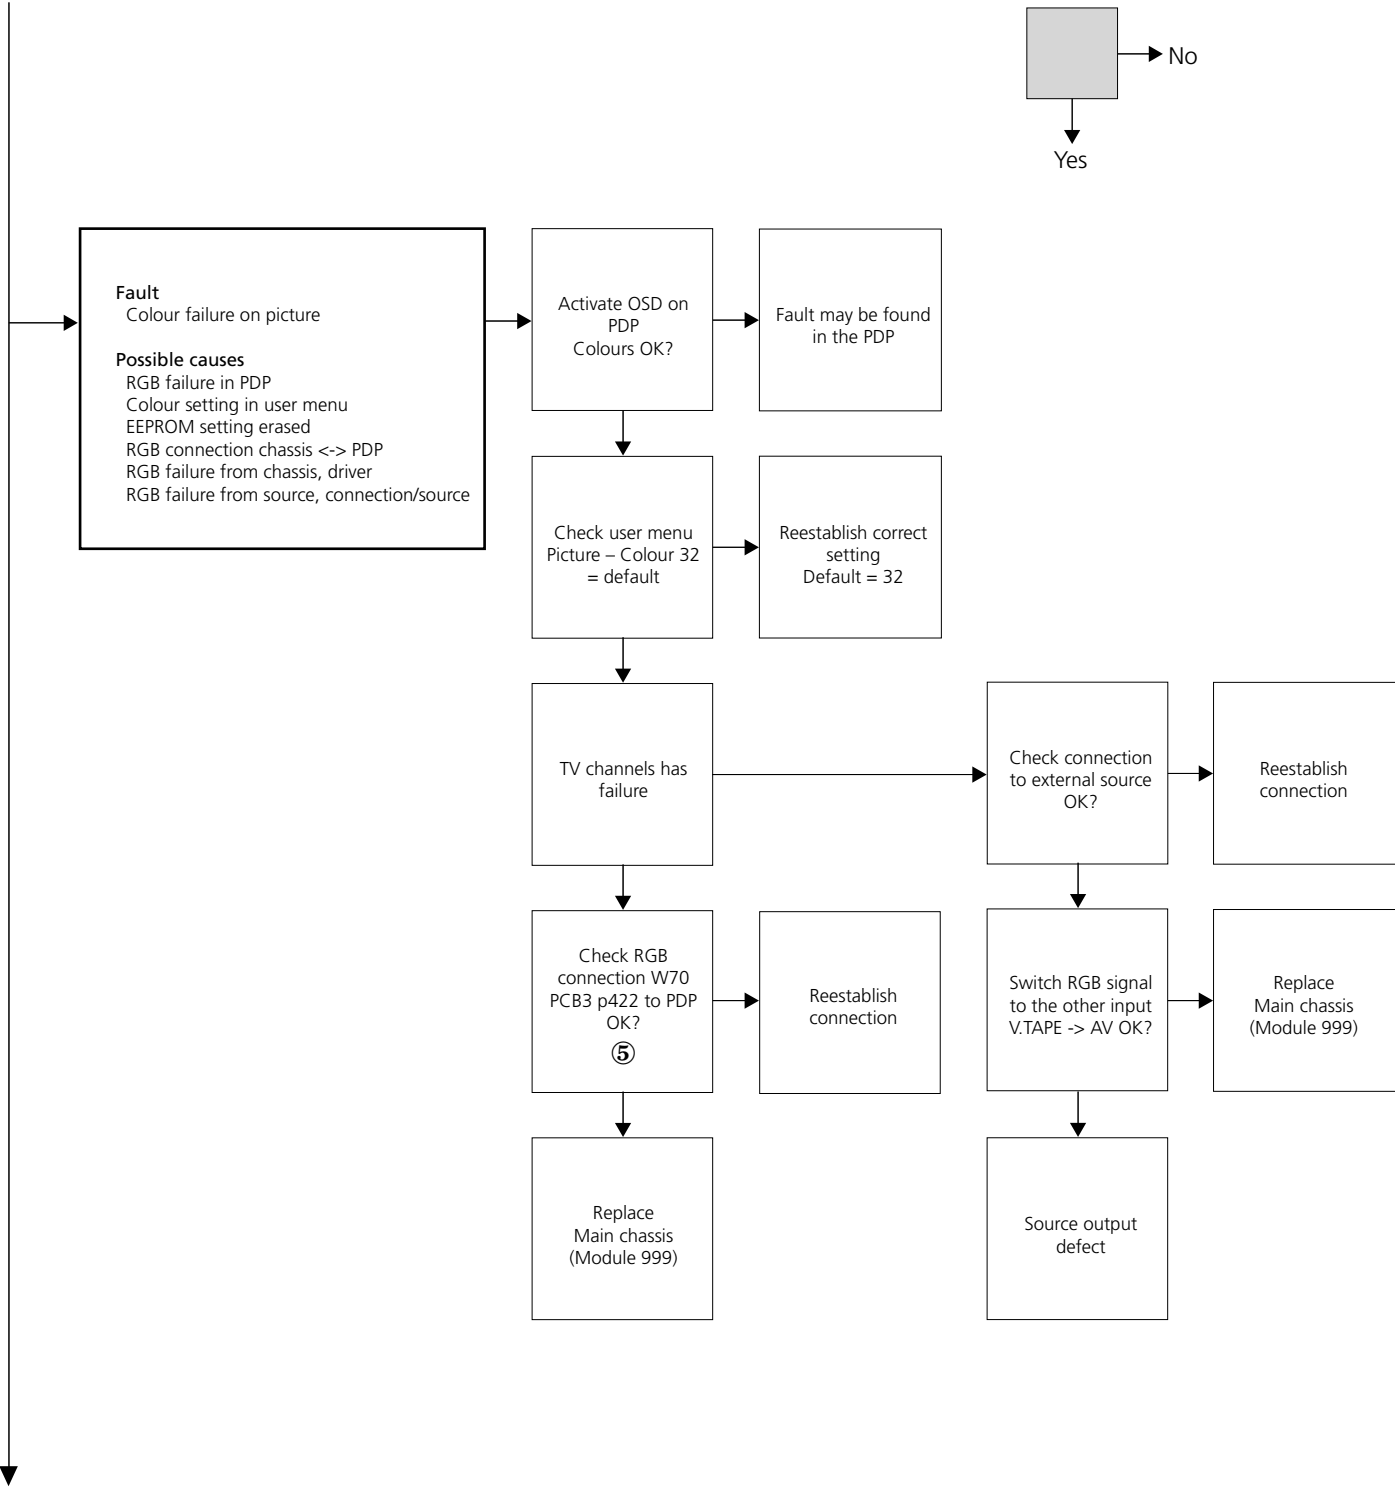 No
Yes
Fault
Colour failure on picture
Possible causes
RGB failure in PDP
Colour setting in user menu
EEPROM setting erased
RGB connection chassis <-> PDP
RGB failure from chassis, driver
RGB failure from source, connection/source
Activate OSD on
PDP
Colours OK?
Fault may be found
in the PDP
Check user menu
Picture – Colour 32
= default
Reestablish correct
setting
Default = 32
TV channels has
failure
Check connection
to external source
OK?
Reestablish
connection
Check RGB
connection W70
PCB3 p422 to PDP
OK?
⑤
Reestablish
connection
Switch RGB signal
to the other input
V.TAPE -> AV OK?
Replace
Main chassis
(Module 999)
Replace
Main chassis
(Module 999)
Source output
defect